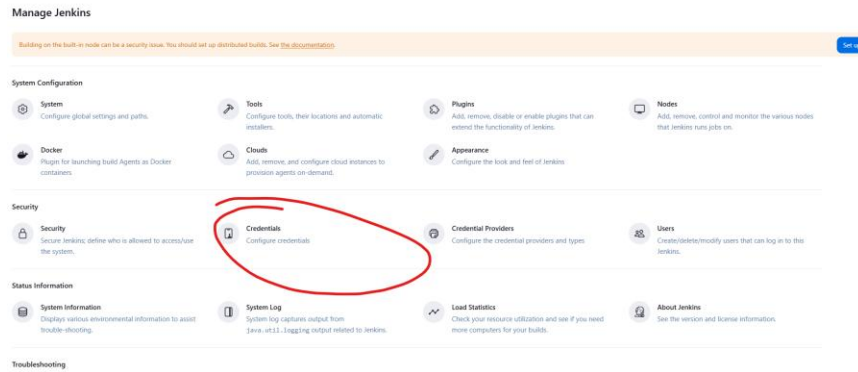 Manage Jenkins
Building on the built-in node can be a security issue. You should set up distributed builds. See the documentation.
Set u
System Configuration
System
Configure global settings and paths.
Tools
Configure tools, their locations and automatic
installers.
Plugins
Add, remove, disable or enable plugins that can
extend the functionality of Jenkins.
Nodes
Add, remove, control and monitor the various nodes
that Jenkins runs jobs on.
Docker
Plugin for launching build Agents as Docker
containers
Clouds
Add, remove, and configure cloud instances to
provision agents on-demand.
Appearance
Configure the look and feel of Jenkins
Security
Security
Secure Jenkins; define who is allowed to access/use
the system.
Credentials
Configure credentials
Credential Providers
Configure the credential providers and types
Users
Create/delete/modify users that can log in to this
Jenkins.
Status Information
System Information
Displays various environmental information to assist
trouble-shooting.
System Log
System log captures output from
java.util.logging output related to Jenkins.
Load Statistics
Check your resource utilization and see if you need
more computers for your builds.
About Jenkins
See the version and license information.
Troubleshooting